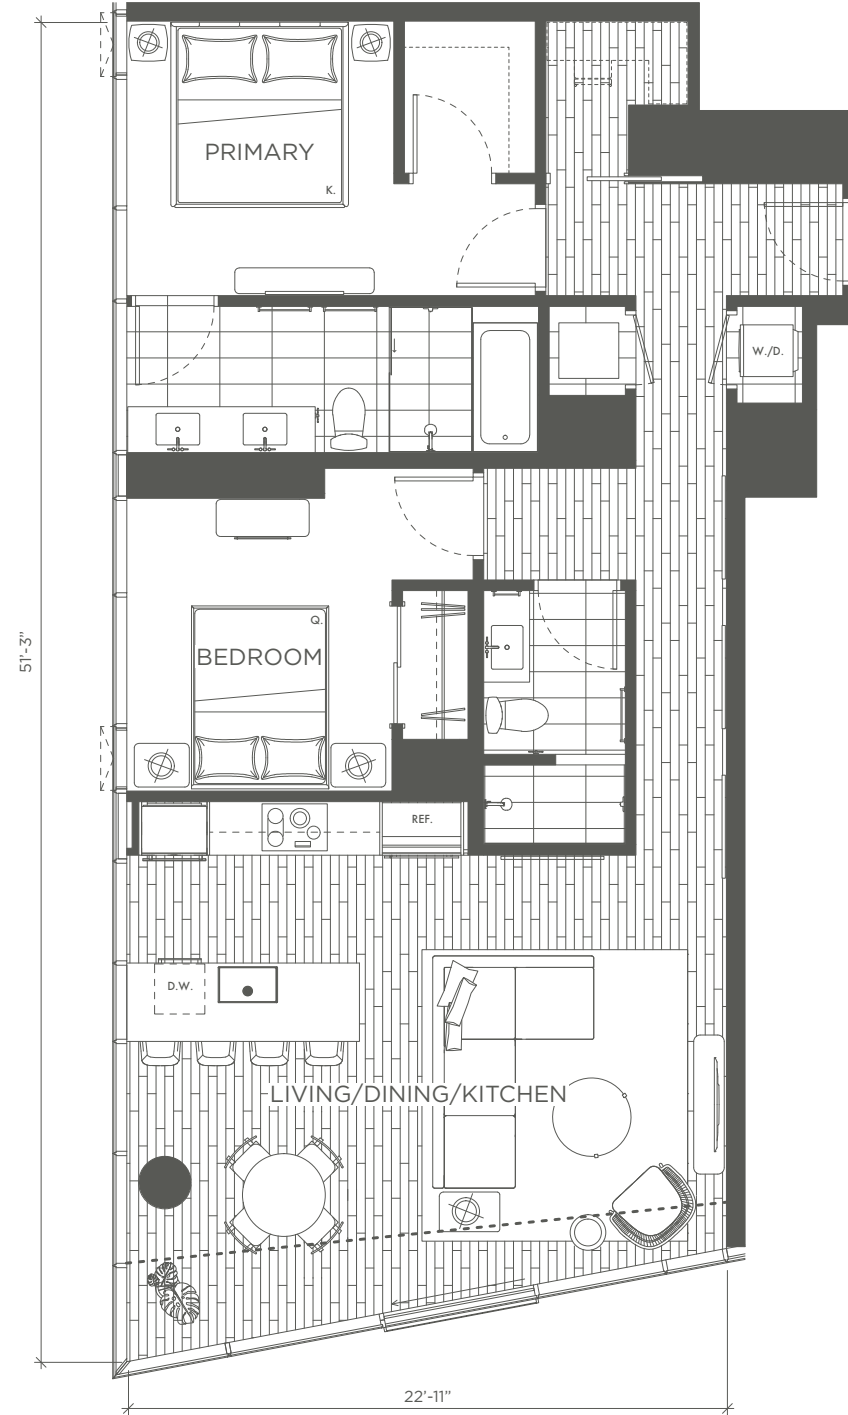 PRIMARY
K.
W./D.
51'-3"
Q.
BEDROOM
REF.
D.W.
LIVING/DINING/KITCHEN
22'-11"